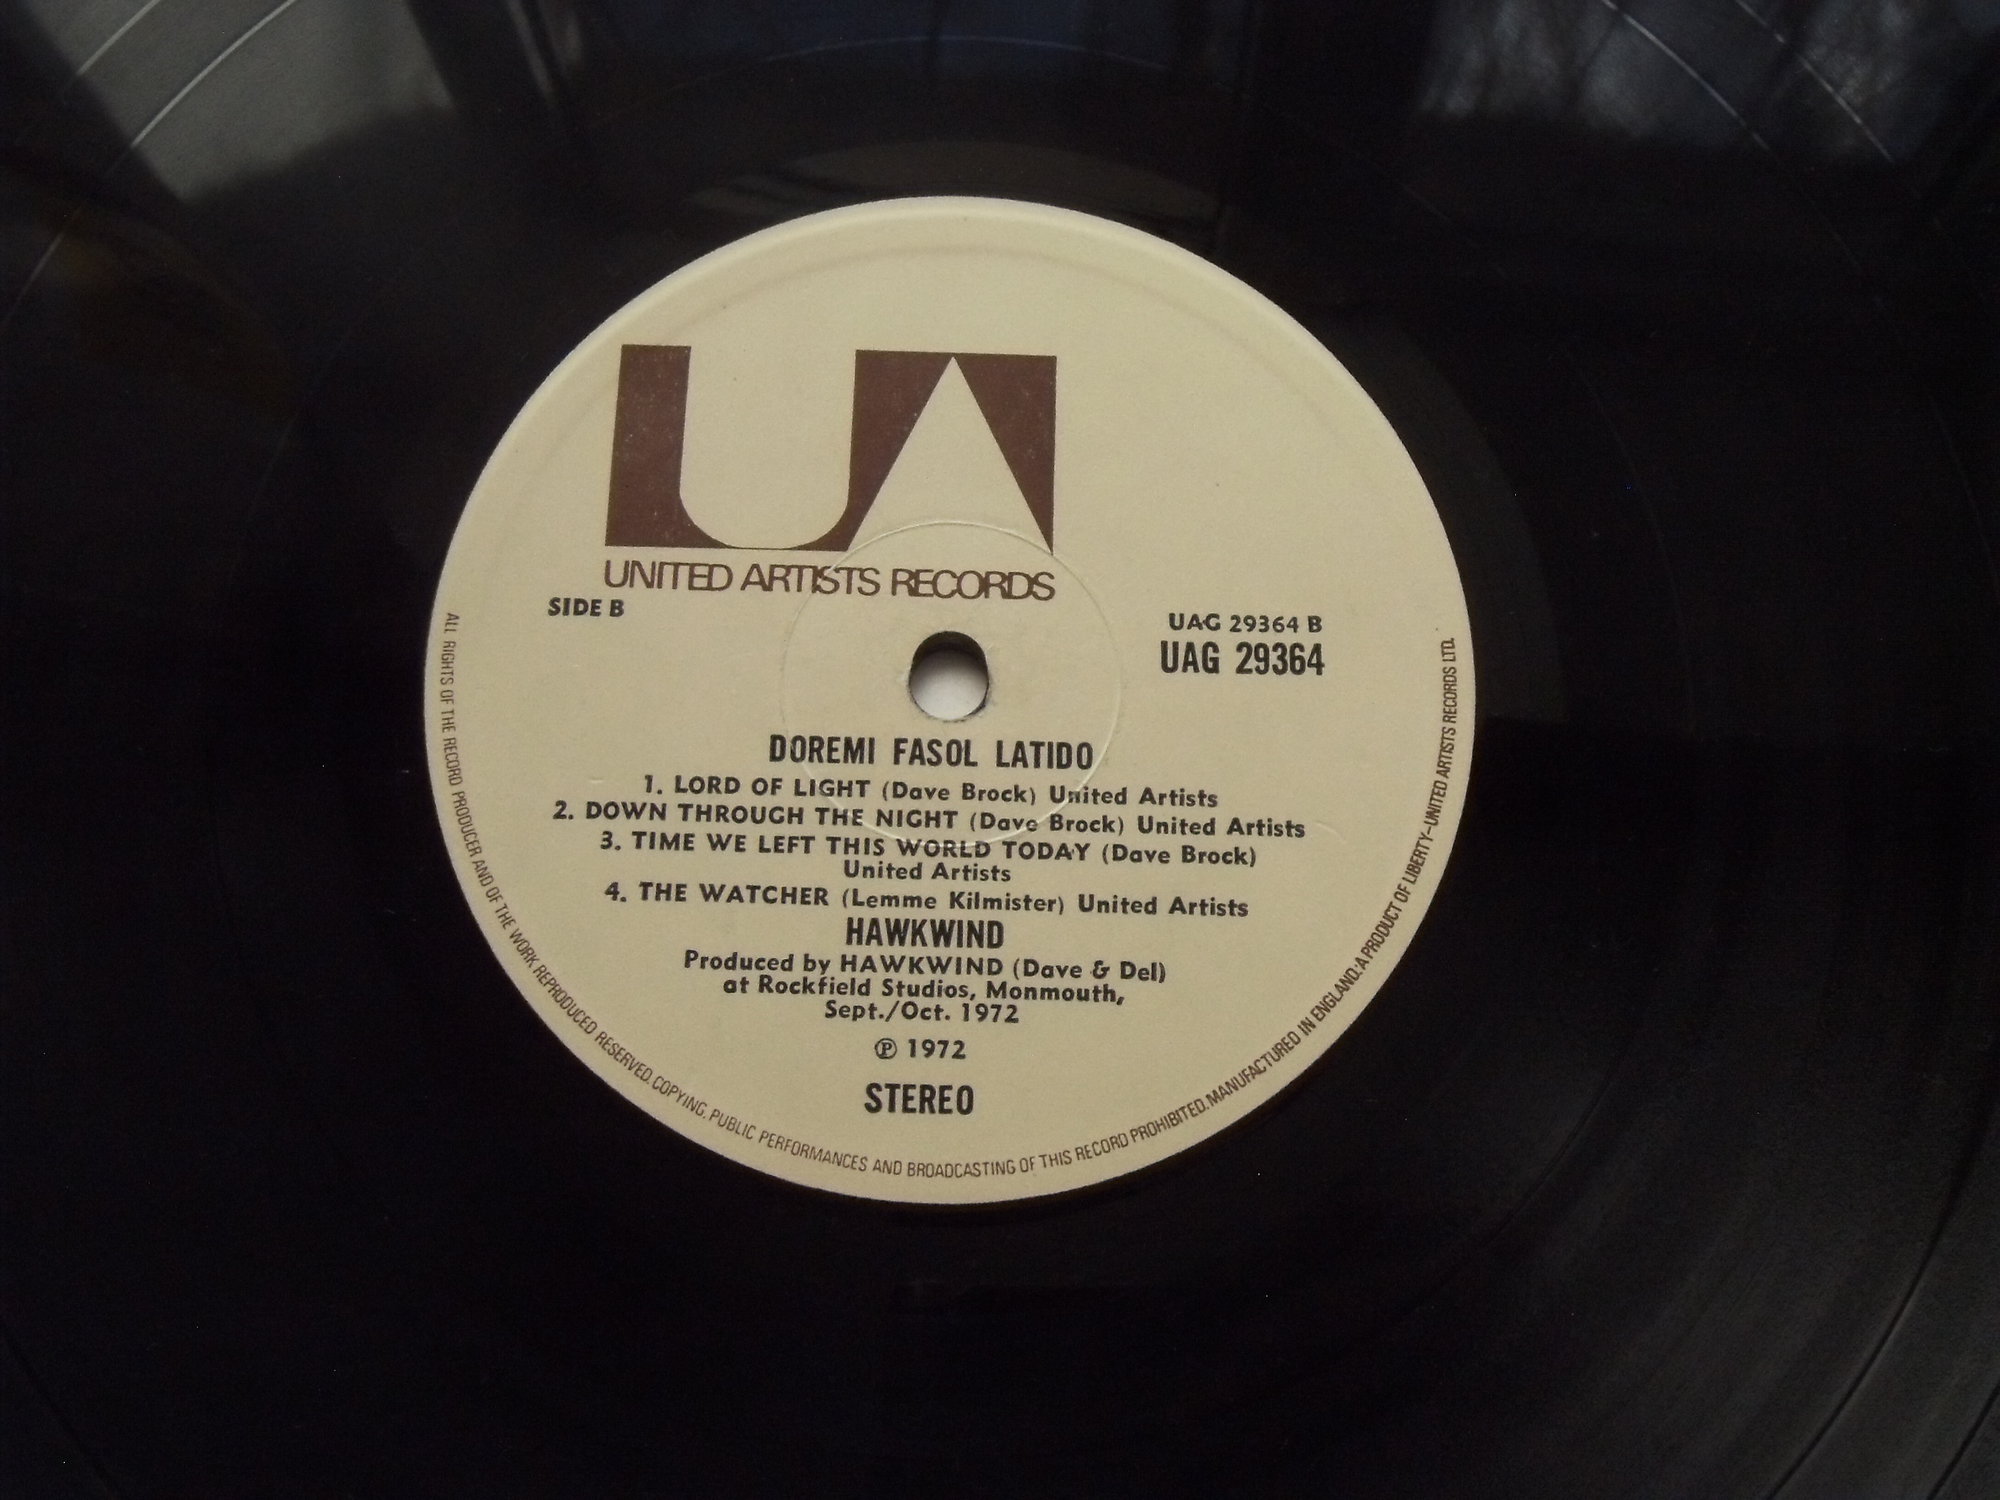 UA
UNITED ARTISTS RECORDS
SIDE B
UAG 29364 B
UAG 29364
DOREMI FASOL LATIDO
1. LORD OF LIGHT (Dave Brock) United Artists
2. DOWN THROUGH THE NIGHT (Dave Brock) United Artists
3. TIME WE LEFT THIS WORLD TODAY (Dave Brock)
United Artists
4. THE WATCHER (Lemme Kilmister) United Artists
HAWKWIND
Produced by HAWKWIND (Dave & Del)
at Rockfield Studios, Monmouth,
Sept./Oct. 1972
℗ 1972
STEREO
ALL RIGHTS OF THE RECORD PRODUCER AND OF THE WORK REPRODUCED RESERVED. COPYING, PUBLIC PERFORMANCES AND BROADCASTING OF THIS RECORD PROHIBITED. MANUFACTURED IN ENGLAND: A PRODUCT OF LIBERTY-UNITED ARTISTS RECORDS LTD.